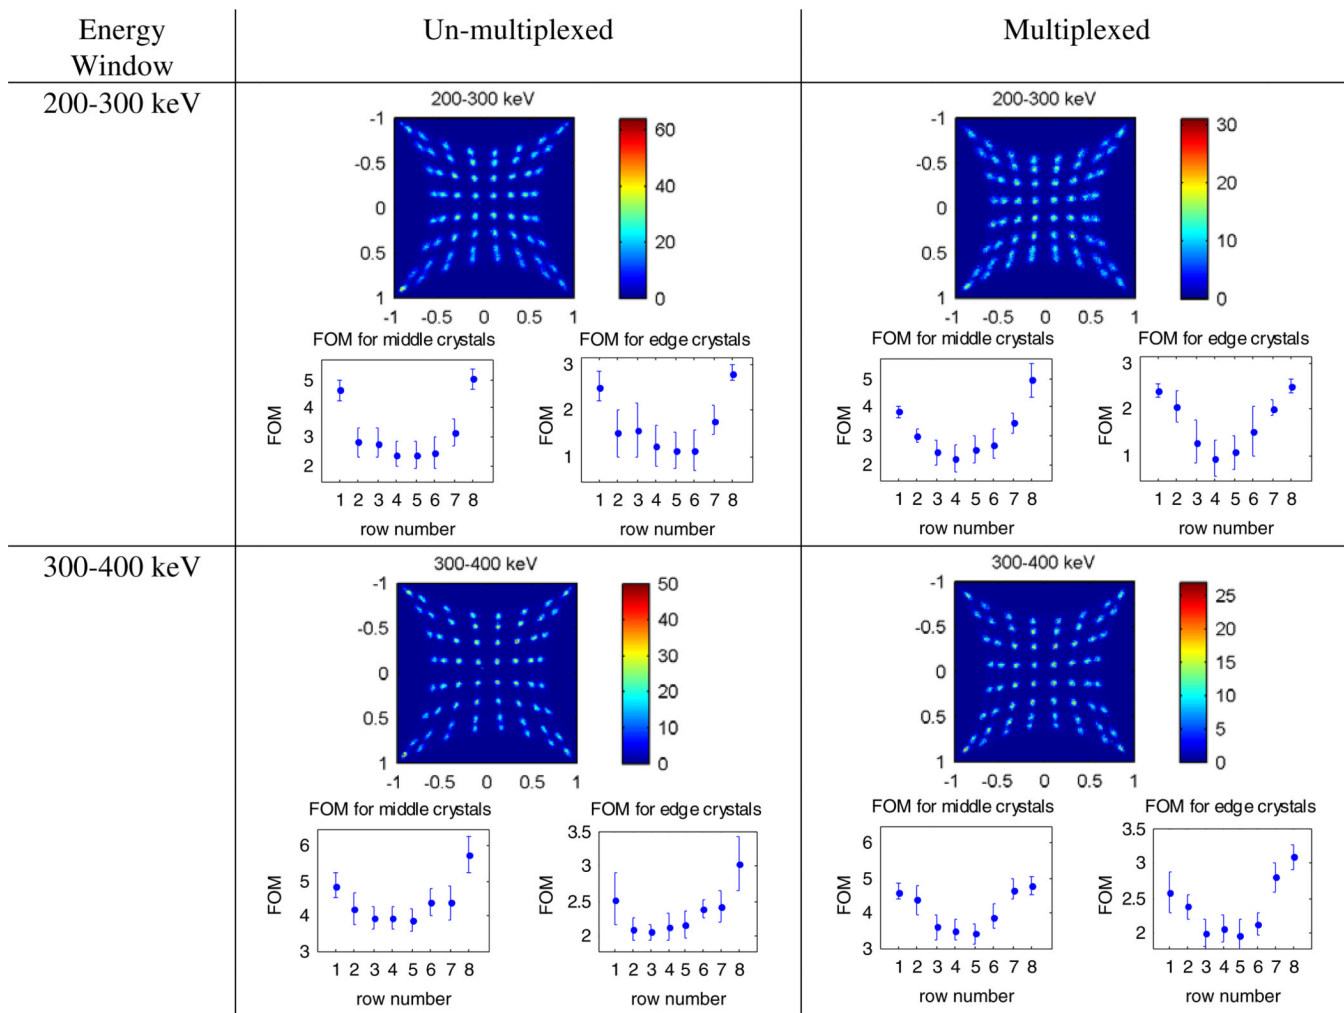 Energy Window
Un-multiplexed
Multiplexed
200-300 keV
200-300 keV
-1
-0.5
0
0.5
1
-1 -0.5 0 0.5 1
60
40
20
0
FOM for middle crystals
5
4
3
2
FOM
1 2 3 4 5 6 7 8
row number
FOM for edge crystals
3
2
1
FOM
1 2 3 4 5 6 7 8
row number
200-300 keV
-1
-0.5
0
0.5
1
-1 -0.5 0 0.5 1
30
20
10
0
FOM for middle crystals
5
4
3
2
FOM
1 2 3 4 5 6 7 8
row number
FOM for edge crystals
3
2
1
FOM
1 2 3 4 5 6 7 8
row number
300-400 keV
300-400 keV
-1
-0.5
0
0.5
1
-1 -0.5 0 0.5 1
50
40
30
20
10
0
FOM for middle crystals
6
5
4
3
FOM
1 2 3 4 5 6 7 8
row number
FOM for edge crystals
3.5
3
2.5
2
FOM
1 2 3 4 5 6 7 8
row number
300-400 keV
-1
-0.5
0
0.5
1
-1 -0.5 0 0.5 1
25
20
15
10
5
0
FOM for middle crystals
6
5
4
3
FOM
1 2 3 4 5 6 7 8
row number
FOM for edge crystals
3.5
3
2.5
2
FOM
1 2 3 4 5 6 7 8
row number